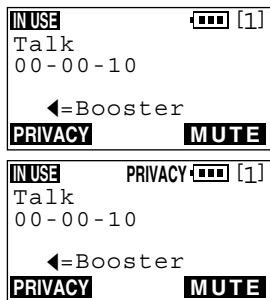 IN USE [1]
Talk
00-00-10
◀=Booster
PRIVACY MUTE
IN USE PRIVACY [1]
Talk
00-00-10
◀=Booster
PRIVACY MUTE